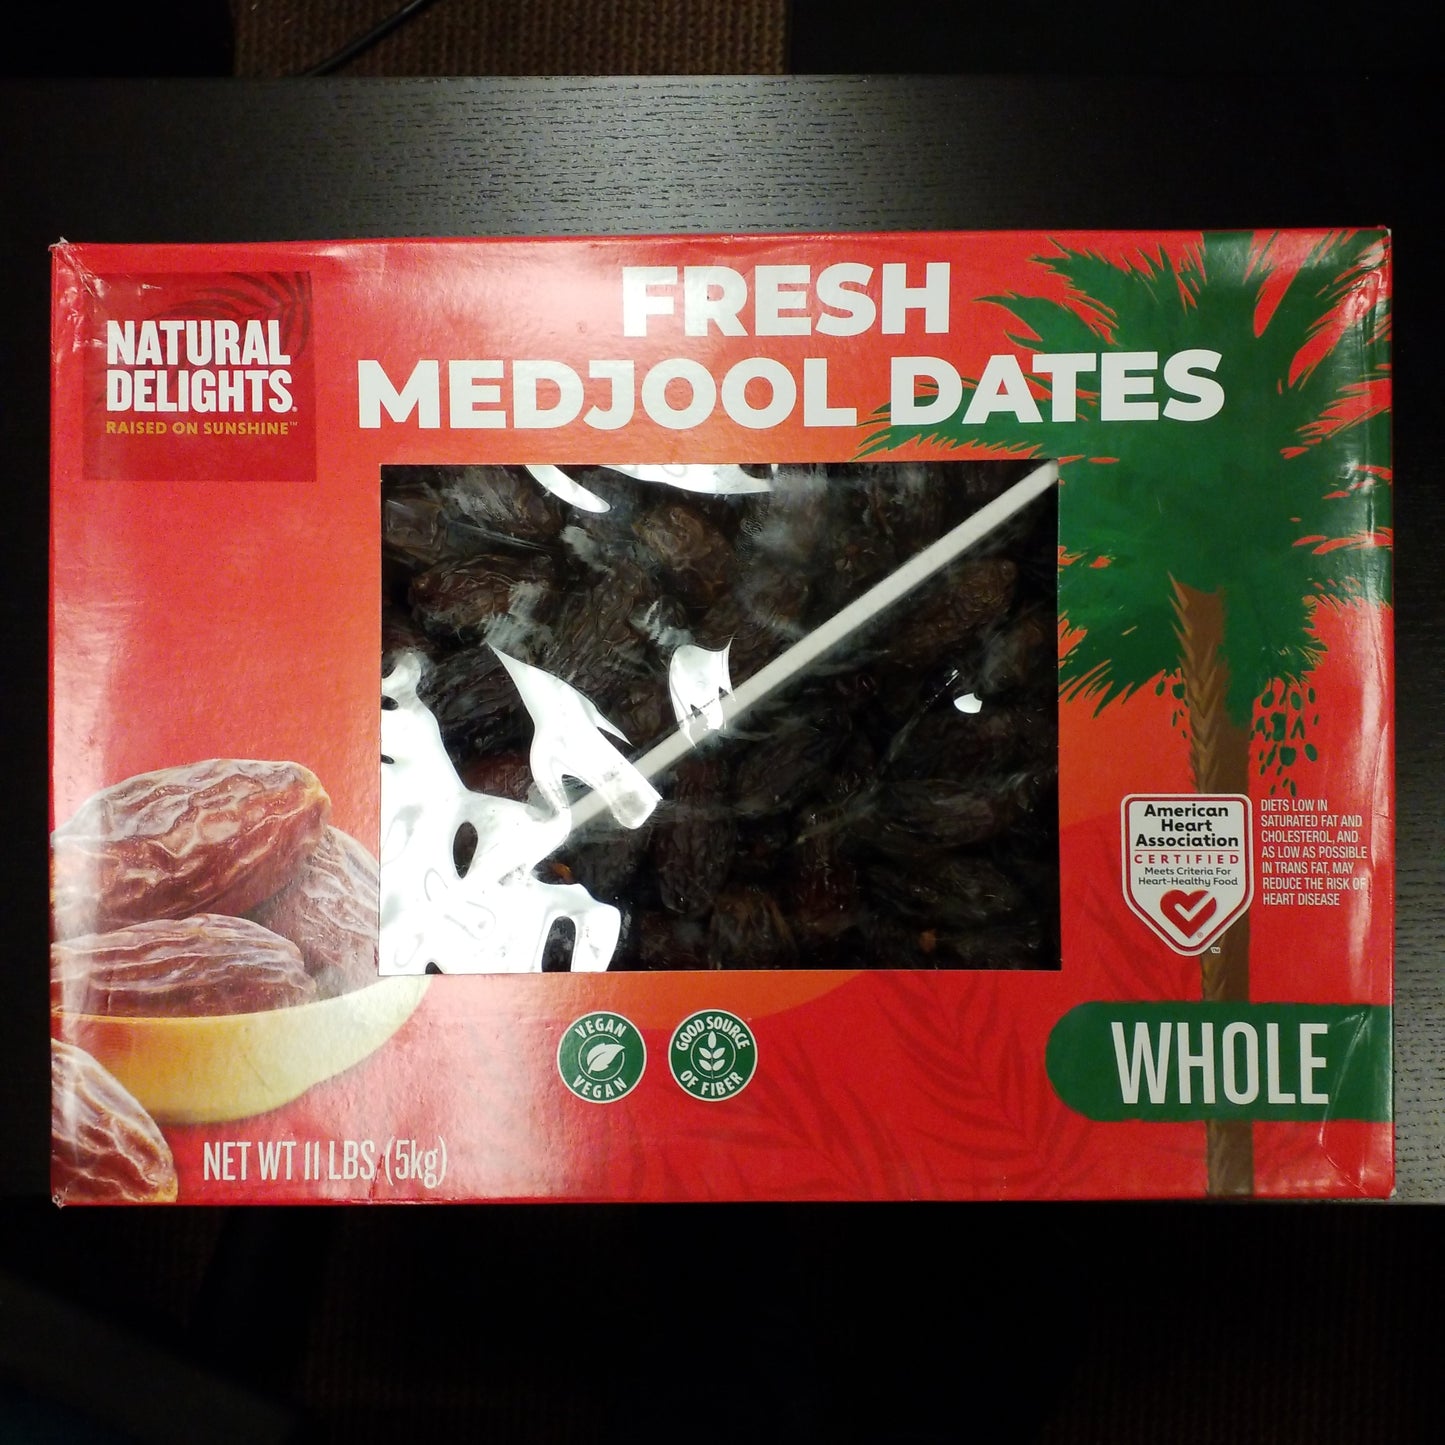 NATURAL
DELIGHTS®
RAISED ON SUNSHINE™
FRESH
MEDJOOL DATES
American
Heart
Association
CERTIFIED
Meets Criteria For
Heart-Healthy Food
®
™
DIETS LOW IN
SATURATED FAT AND
CHOLESTEROL, AND
AS LOW AS POSSIBLE
IN TRANS FAT, MAY
REDUCE THE RISK OF
HEART DISEASE
VEGAN
VEGAN
GOOD SOURCE
OF FIBER
WHOLE
NET WT 11 LBS (5kg)